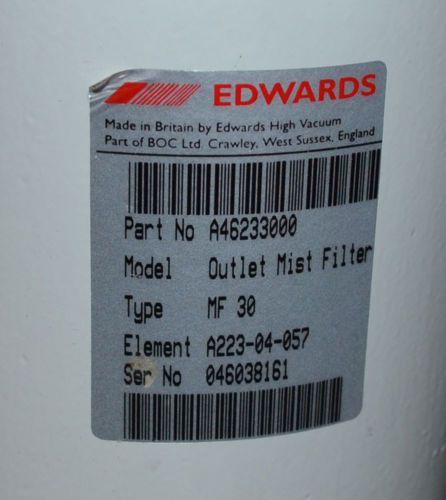 EDWARDS
Made in Britain by Edwards High Vacuum
Part of BOC Ltd. Crawley, West Sussex, England
Part No A46233000
Model Outlet Mist Filter
Type MF 30
Element A223-04-057
Ser No 046038161